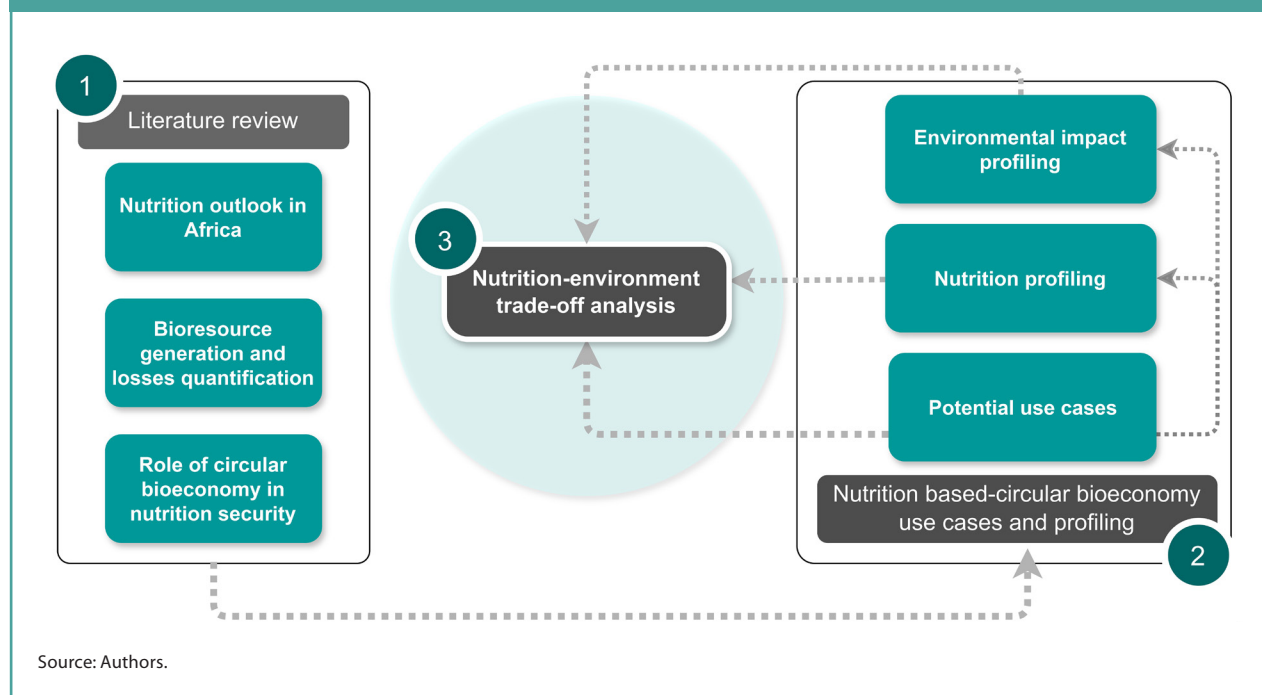 1
Literature review
Nutrition outlook in
Africa
Bioresource
generation and
losses quantification
Role of circular
bioeconomy in
nutrition security
3
Nutrition-environment
trade-off analysis
Environmental impact
profiling
Nutrition profiling
Potential use cases
Nutrition based-circular bioeconomy
use cases and profiling
2
Source: Authors.